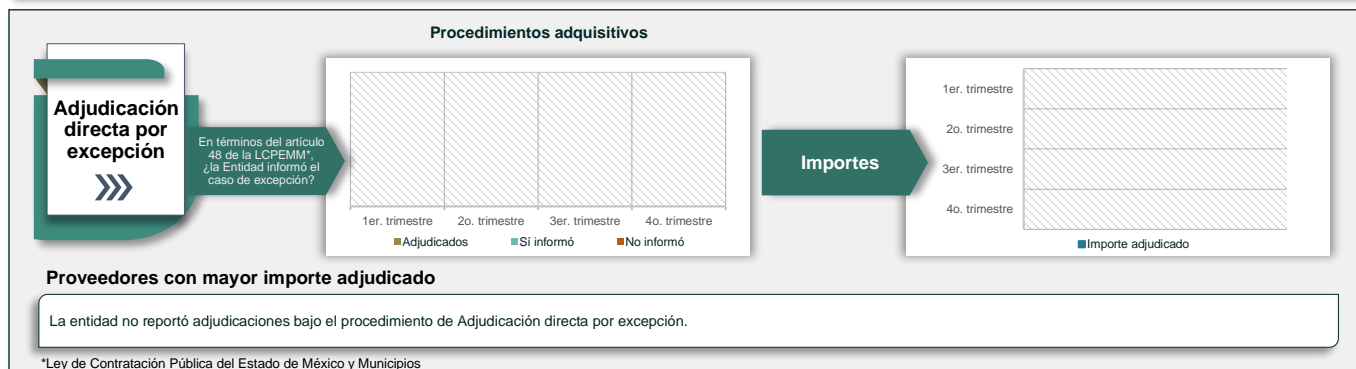 Procedimientos adquisitivos
Adjudicación
directa por
excepción
En términos del artículo
48 de la LCPEMM*,
¿la Entidad informó el
caso de excepción?
1er. trimestre 2o. trimestre 3er. trimestre 4o. trimestre
Adjudicados Sí informó No informó
Importes
1er. trimestre
2o. trimestre
3er. trimestre
4o. trimestre
Importe adjudicado
Proveedores con mayor importe adjudicado
La entidad no reportó adjudicaciones bajo el procedimiento de Adjudicación directa por excepción.
*Ley de Contratación Pública del Estado de México y Municipios